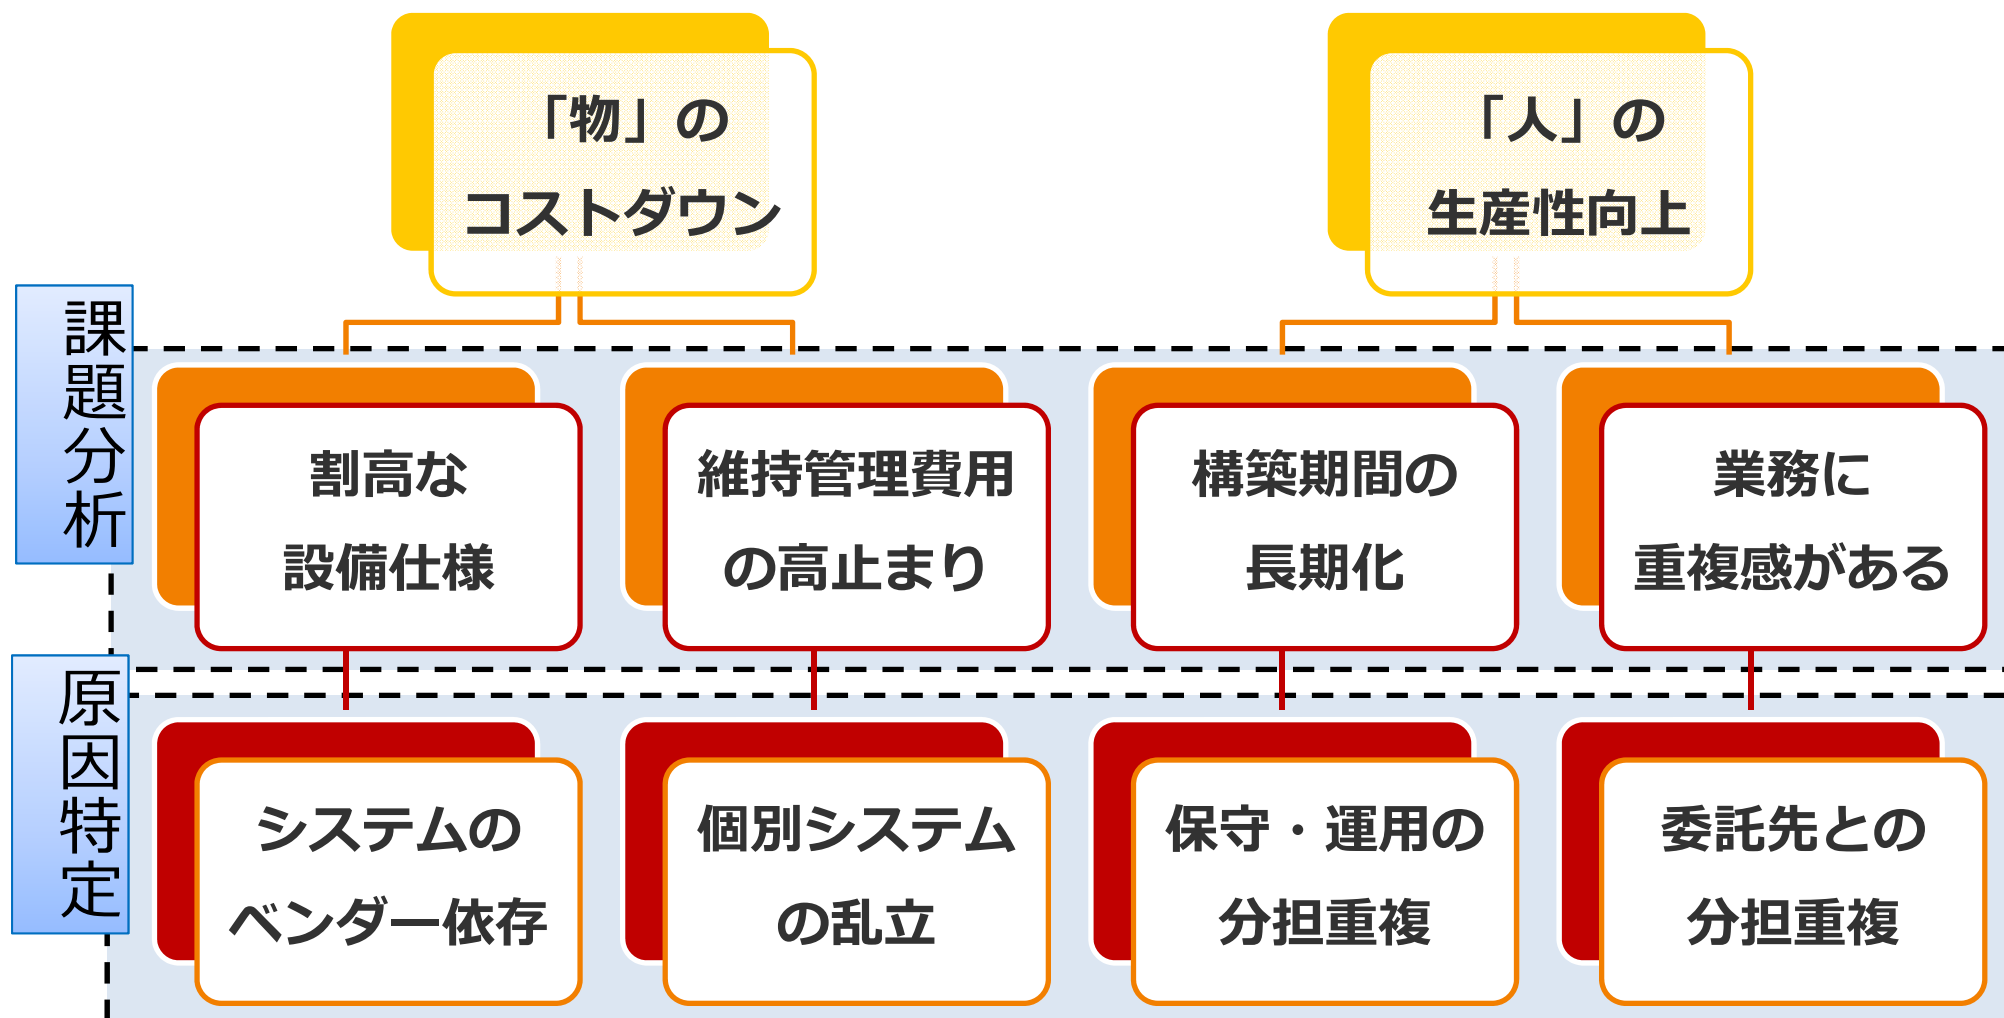 「物」の
コストダウン
「人」の
生産性向上
課題分析
割高な
設備仕様
維持管理費用
の高止まり
構築期間の
長期化
業務に
重複感がある
原因特定
システムの
ベンダー依存
個別システム
の乱立
保守・運用の
分担重複
委託先との
分担重複